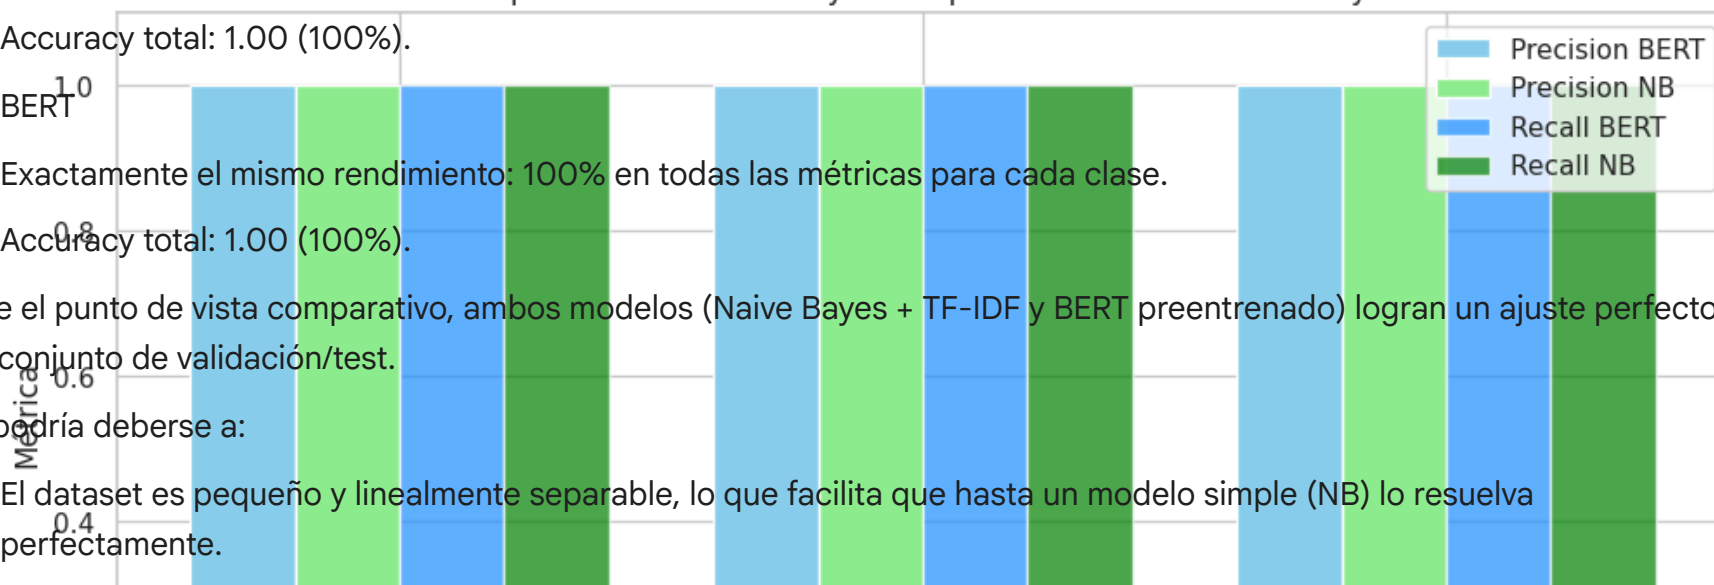 Accuracy total: 1.00 (100%).
Precision BERT
Precision NB
Recall BERT
Recall NB
1.0
BERT
Exactamente el mismo rendimiento: 100% en todas las métricas para cada clase.
0.8
Accuracy total: 1.00 (100%).
e el punto de vista comparativo, ambos modelos (Naive Bayes + TF-IDF y BERT preentrenado) logran un ajuste perfecto
conjunto de validación/test.
0.6
Métrica
podría deberse a:
El dataset es pequeño y linealmente separable, lo que facilita que hasta un modelo simple (NB) lo resuelva
0.4
perfectamente.